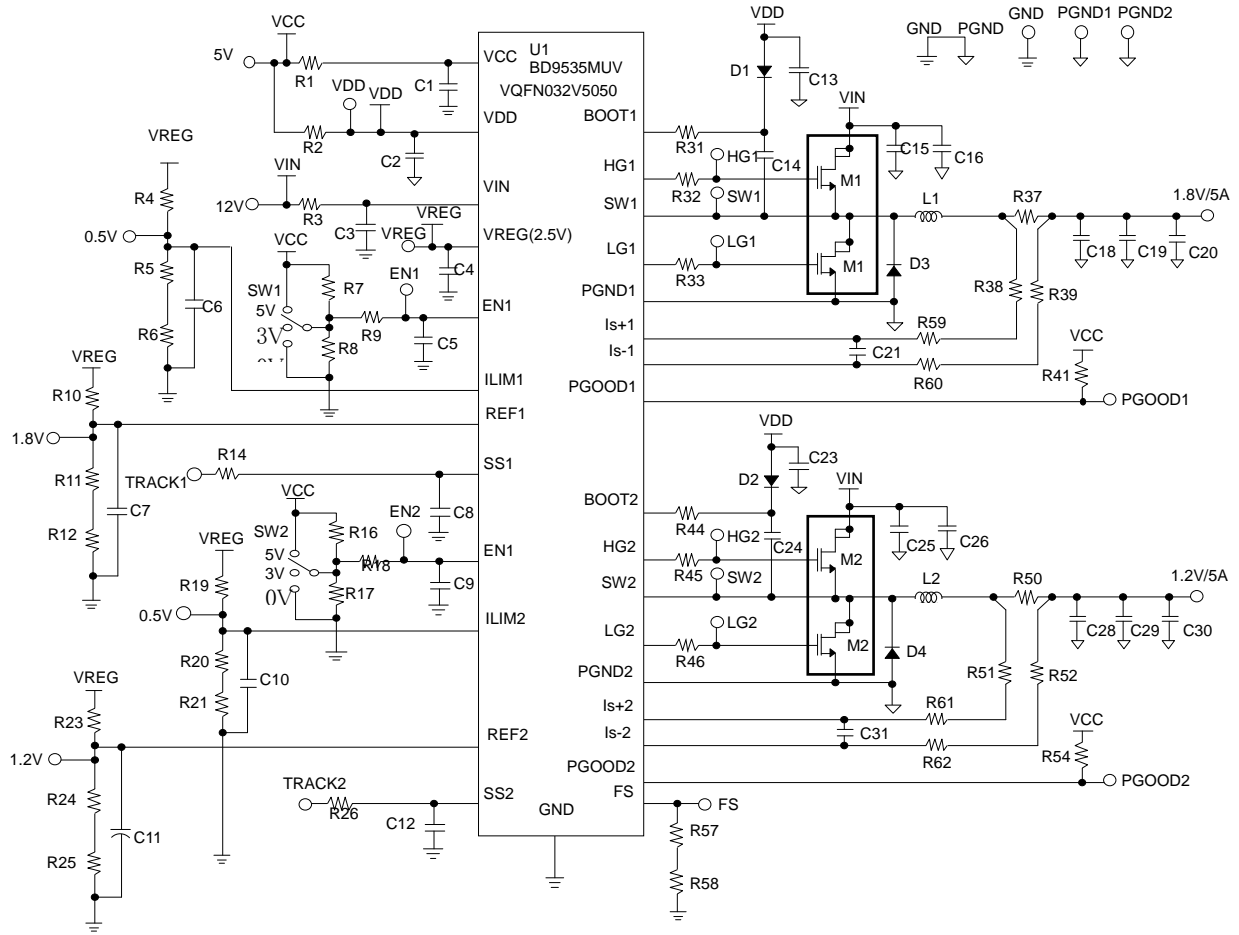 VCC
5V
R1
C1
VDD
VDD
R2
C2
VREG
R4
VIN
12V
R3
C3
VREG
VREG
C4
0.5V
R5
R6
C6
VCC
SW1
5V
3V
R7
R8
R9
EN1
C5
VREG
R10
1.8V
R11
R12
C7
TRACK1
R14
C8
VCC
SW2
5V
3V
0V
R16
R17
R18
EN2
C9
VREG
R19
0.5V
R20
R21
C10
VREG
R23
1.2V
R24
R25
C11
TRACK2
R26
C12
U1
BD9535MUV
VQFN032V5050
VCC
VDD
VIN
VREG(2.5V)
EN1
ILIM1
REF1
SS1
EN1
ILIM2
REF2
SS2
GND
BOOT1
HG1
SW1
LG1
PGND1
Is+1
Is-1
PGOOD1
BOOT2
HG2
SW2
LG2
PGND2
Is+2
Is-2
PGOOD2
FS
VDD
D1
C13
R31
C14
R32
HG1
SW1
R33
LG1
VIN
M1
M1
C15
C16
D3
L1
R37
R38
R39
1.8V/5A
C18
C19
C20
R59
C21
R60
VCC
R41
PGOOD1
GND
PGND
GND
PGND1
PGND2
VDD
D2
C23
R44
C24
R45
HG2
SW2
R46
LG2
VIN
M2
M2
C25
C26
D4
L2
R50
R51
R52
1.2V/5A
C28
C29
C30
R61
C31
R62
VCC
R54
PGOOD2
FS
R57
R58